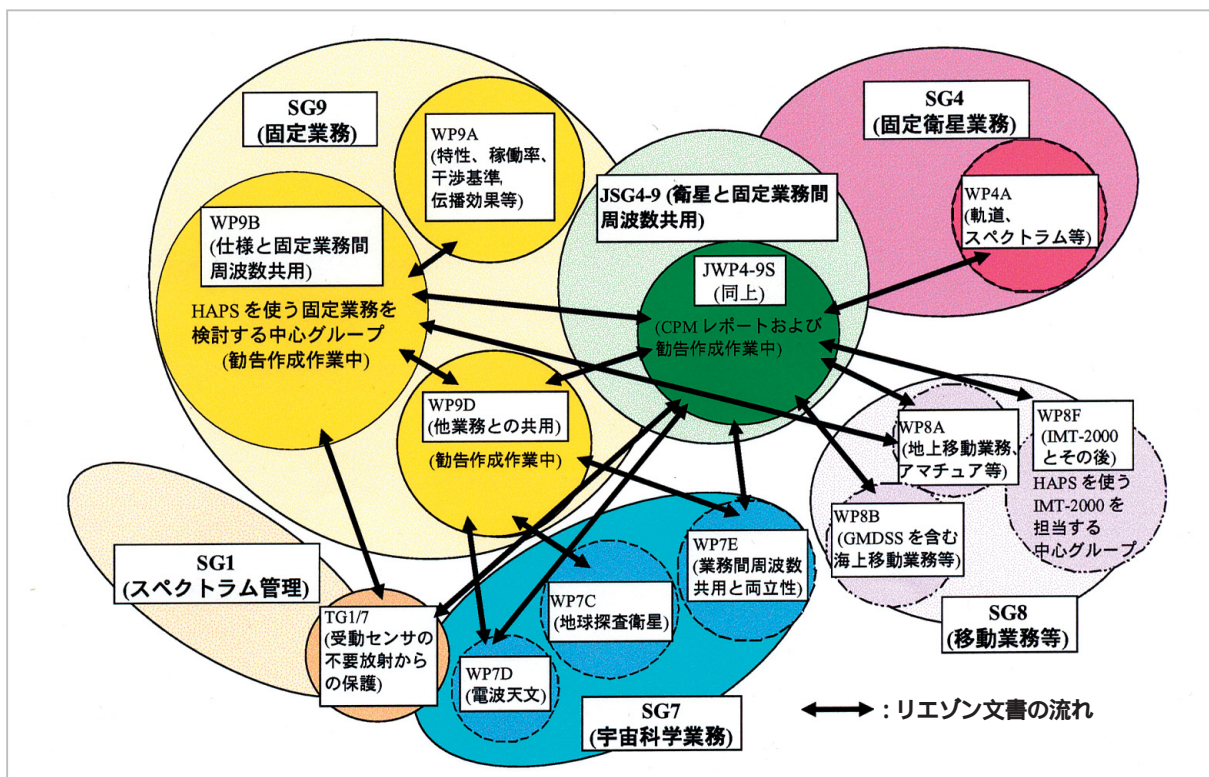 SG9
(固定業務)
WP9A
(特性、稼働率、
干渉基準,
伝播効果等)
WP9B
(仕様と固定業務間
周波数共用)
HAPS を使う固定業務を
検討する中心グループ
(勧告作成作業中)
WP9D
(他業務との共用)
(勧告作成作業中)
JSG4-9 (衛星と固定業務間
周波数共用)
JWP4-9S
(同上)
(CPM レポートおよび
勧告作成作業中)
SG4
(固定衛星業務)
WP4A
(軌道、
スペクトラム等)
WP8A
(地上移動業務、
アマチュア等)
WP8F
(IMT-2000
とその後)
HAPS を使う
IMT-2000 を
担当する
中心グループ
WP8B
(GMDSS を含む
海上移動業務等)
SG8
(移動業務等)
SG1
(スペクトラム管理)
TG1/7
(受動センサの
不要放射から
の保護)
WP7E
(業務間周波数
共用と両立性)
WP7C
(地球探査衛星)
WP7D
(電波天文)
SG7
(宇宙科学業務)
: リエゾン文書の流れ